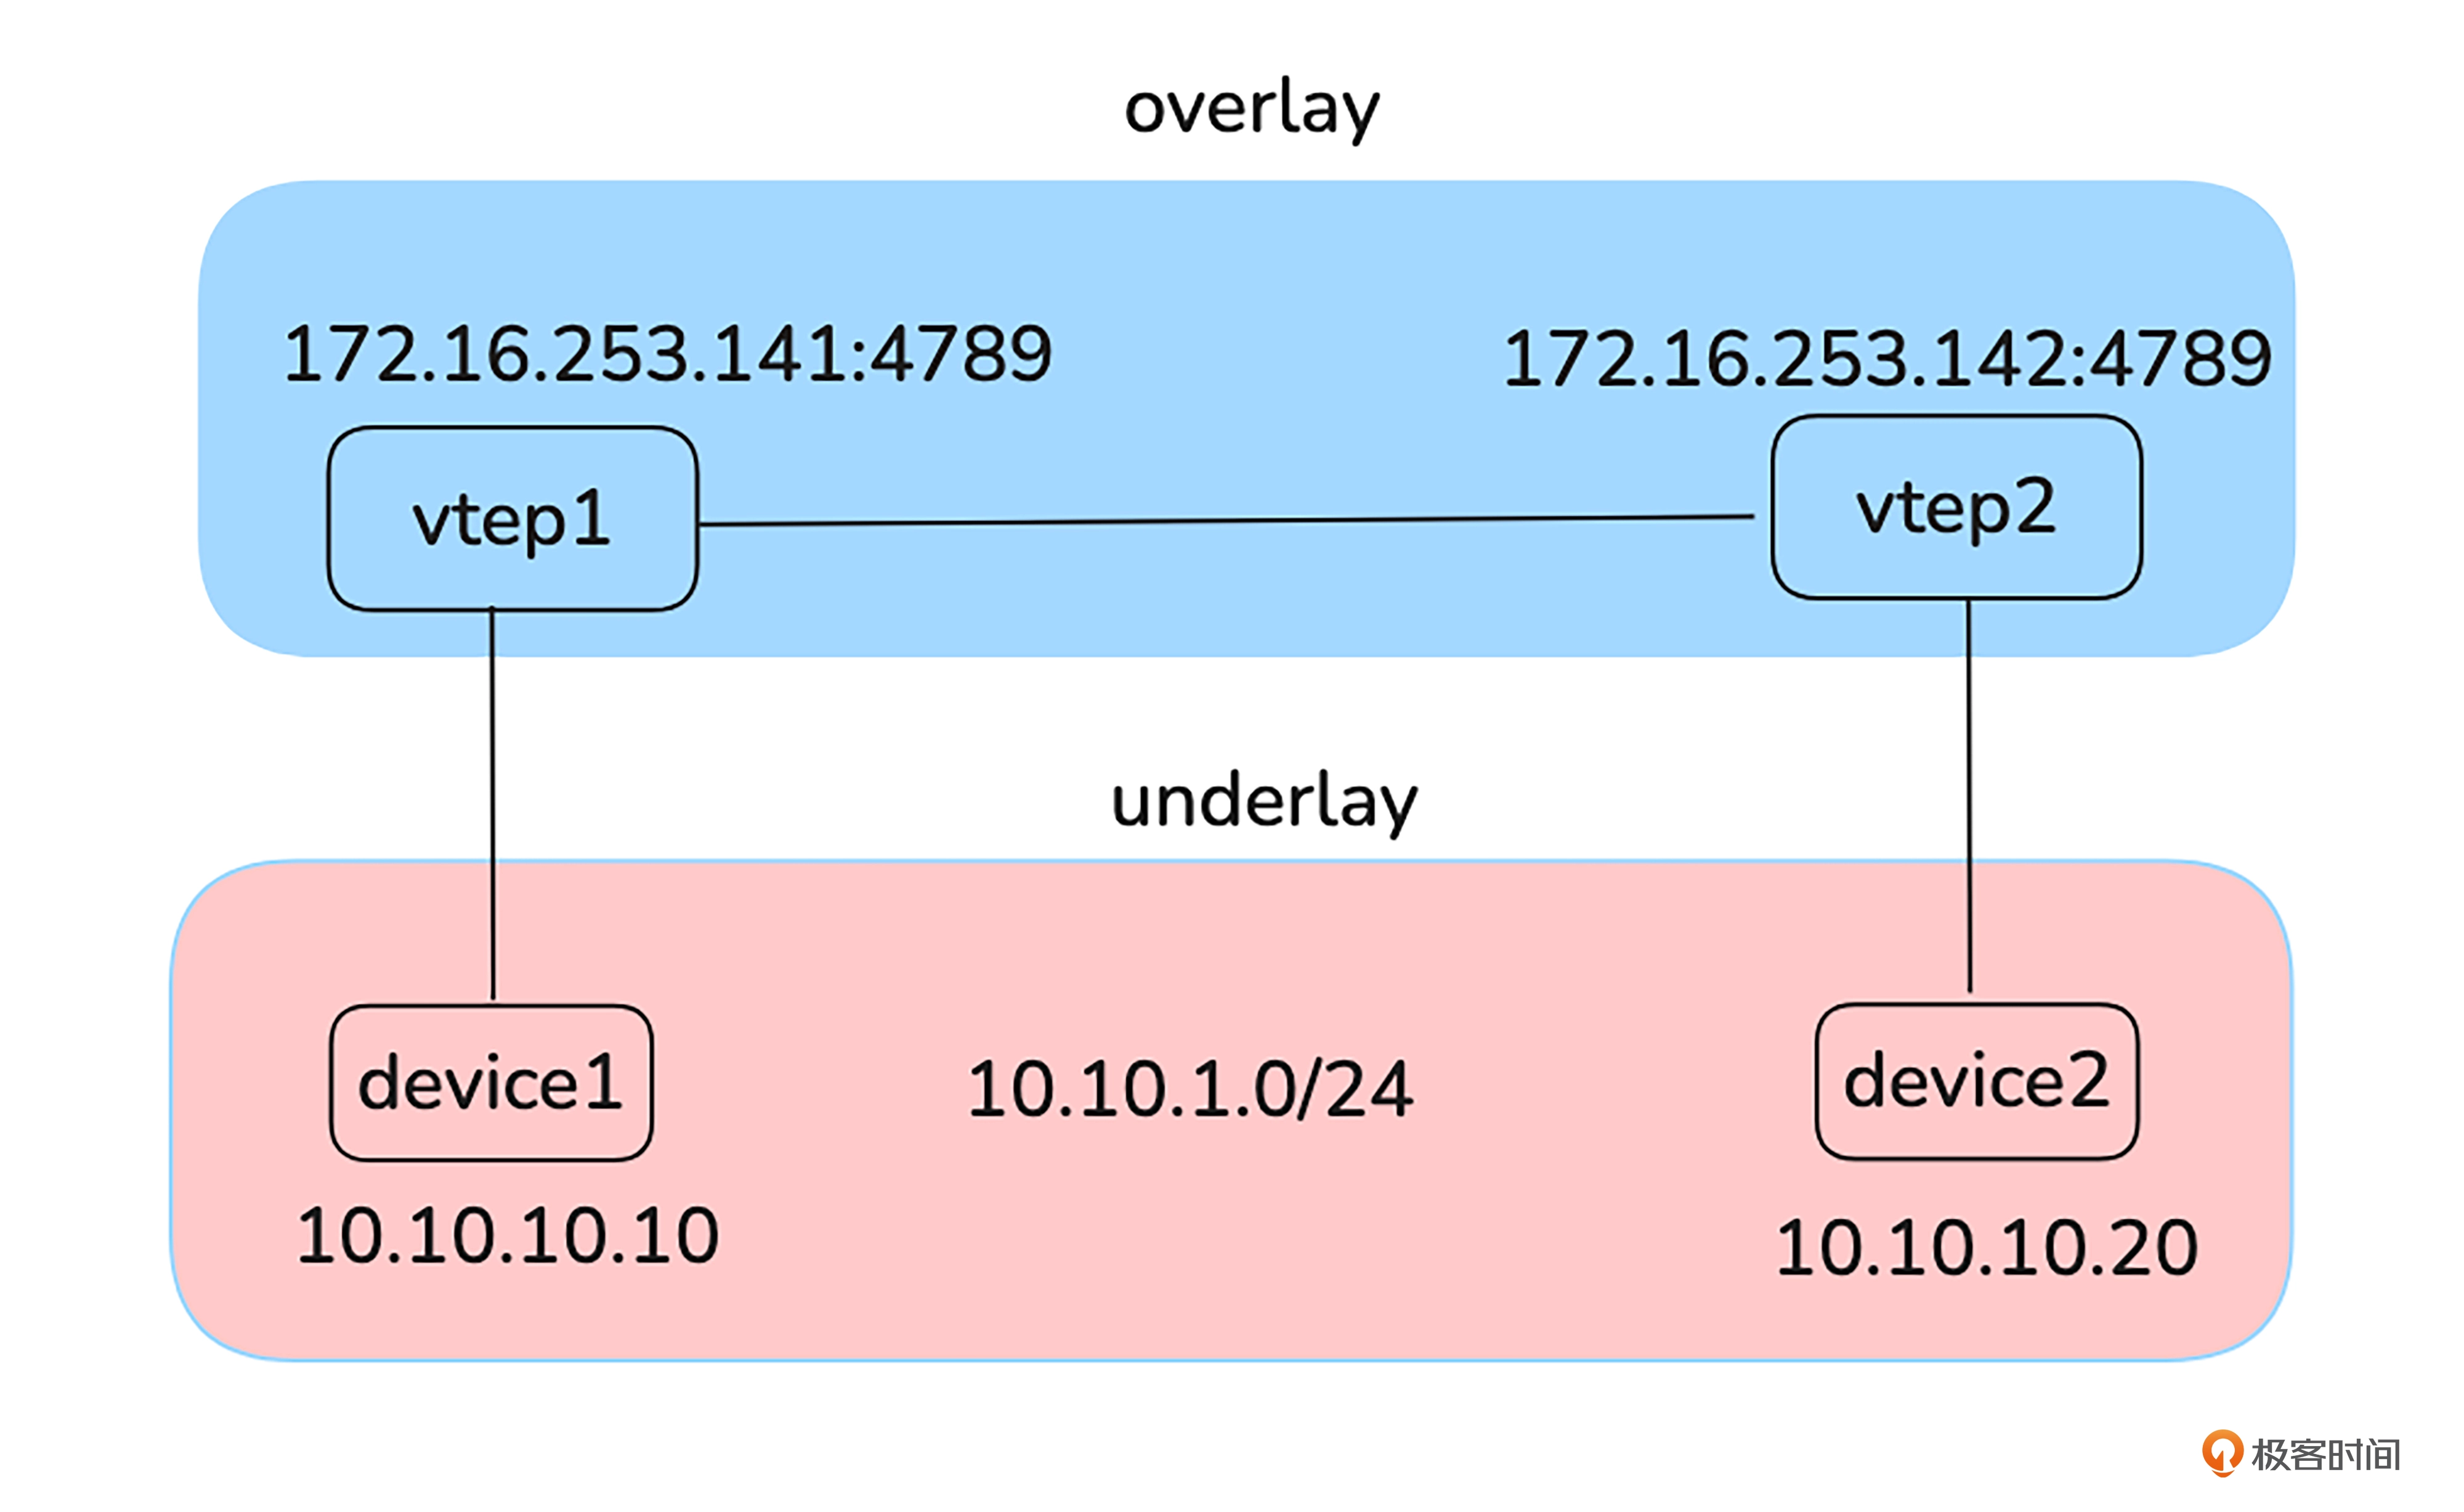 overlay
172.16.253.141:4789
172.16.253.142:4789
vtep1
vtep2
underlay
device1
10.10.1.0/24
device2
10.10.10.10
10.10.10.20
极客时间